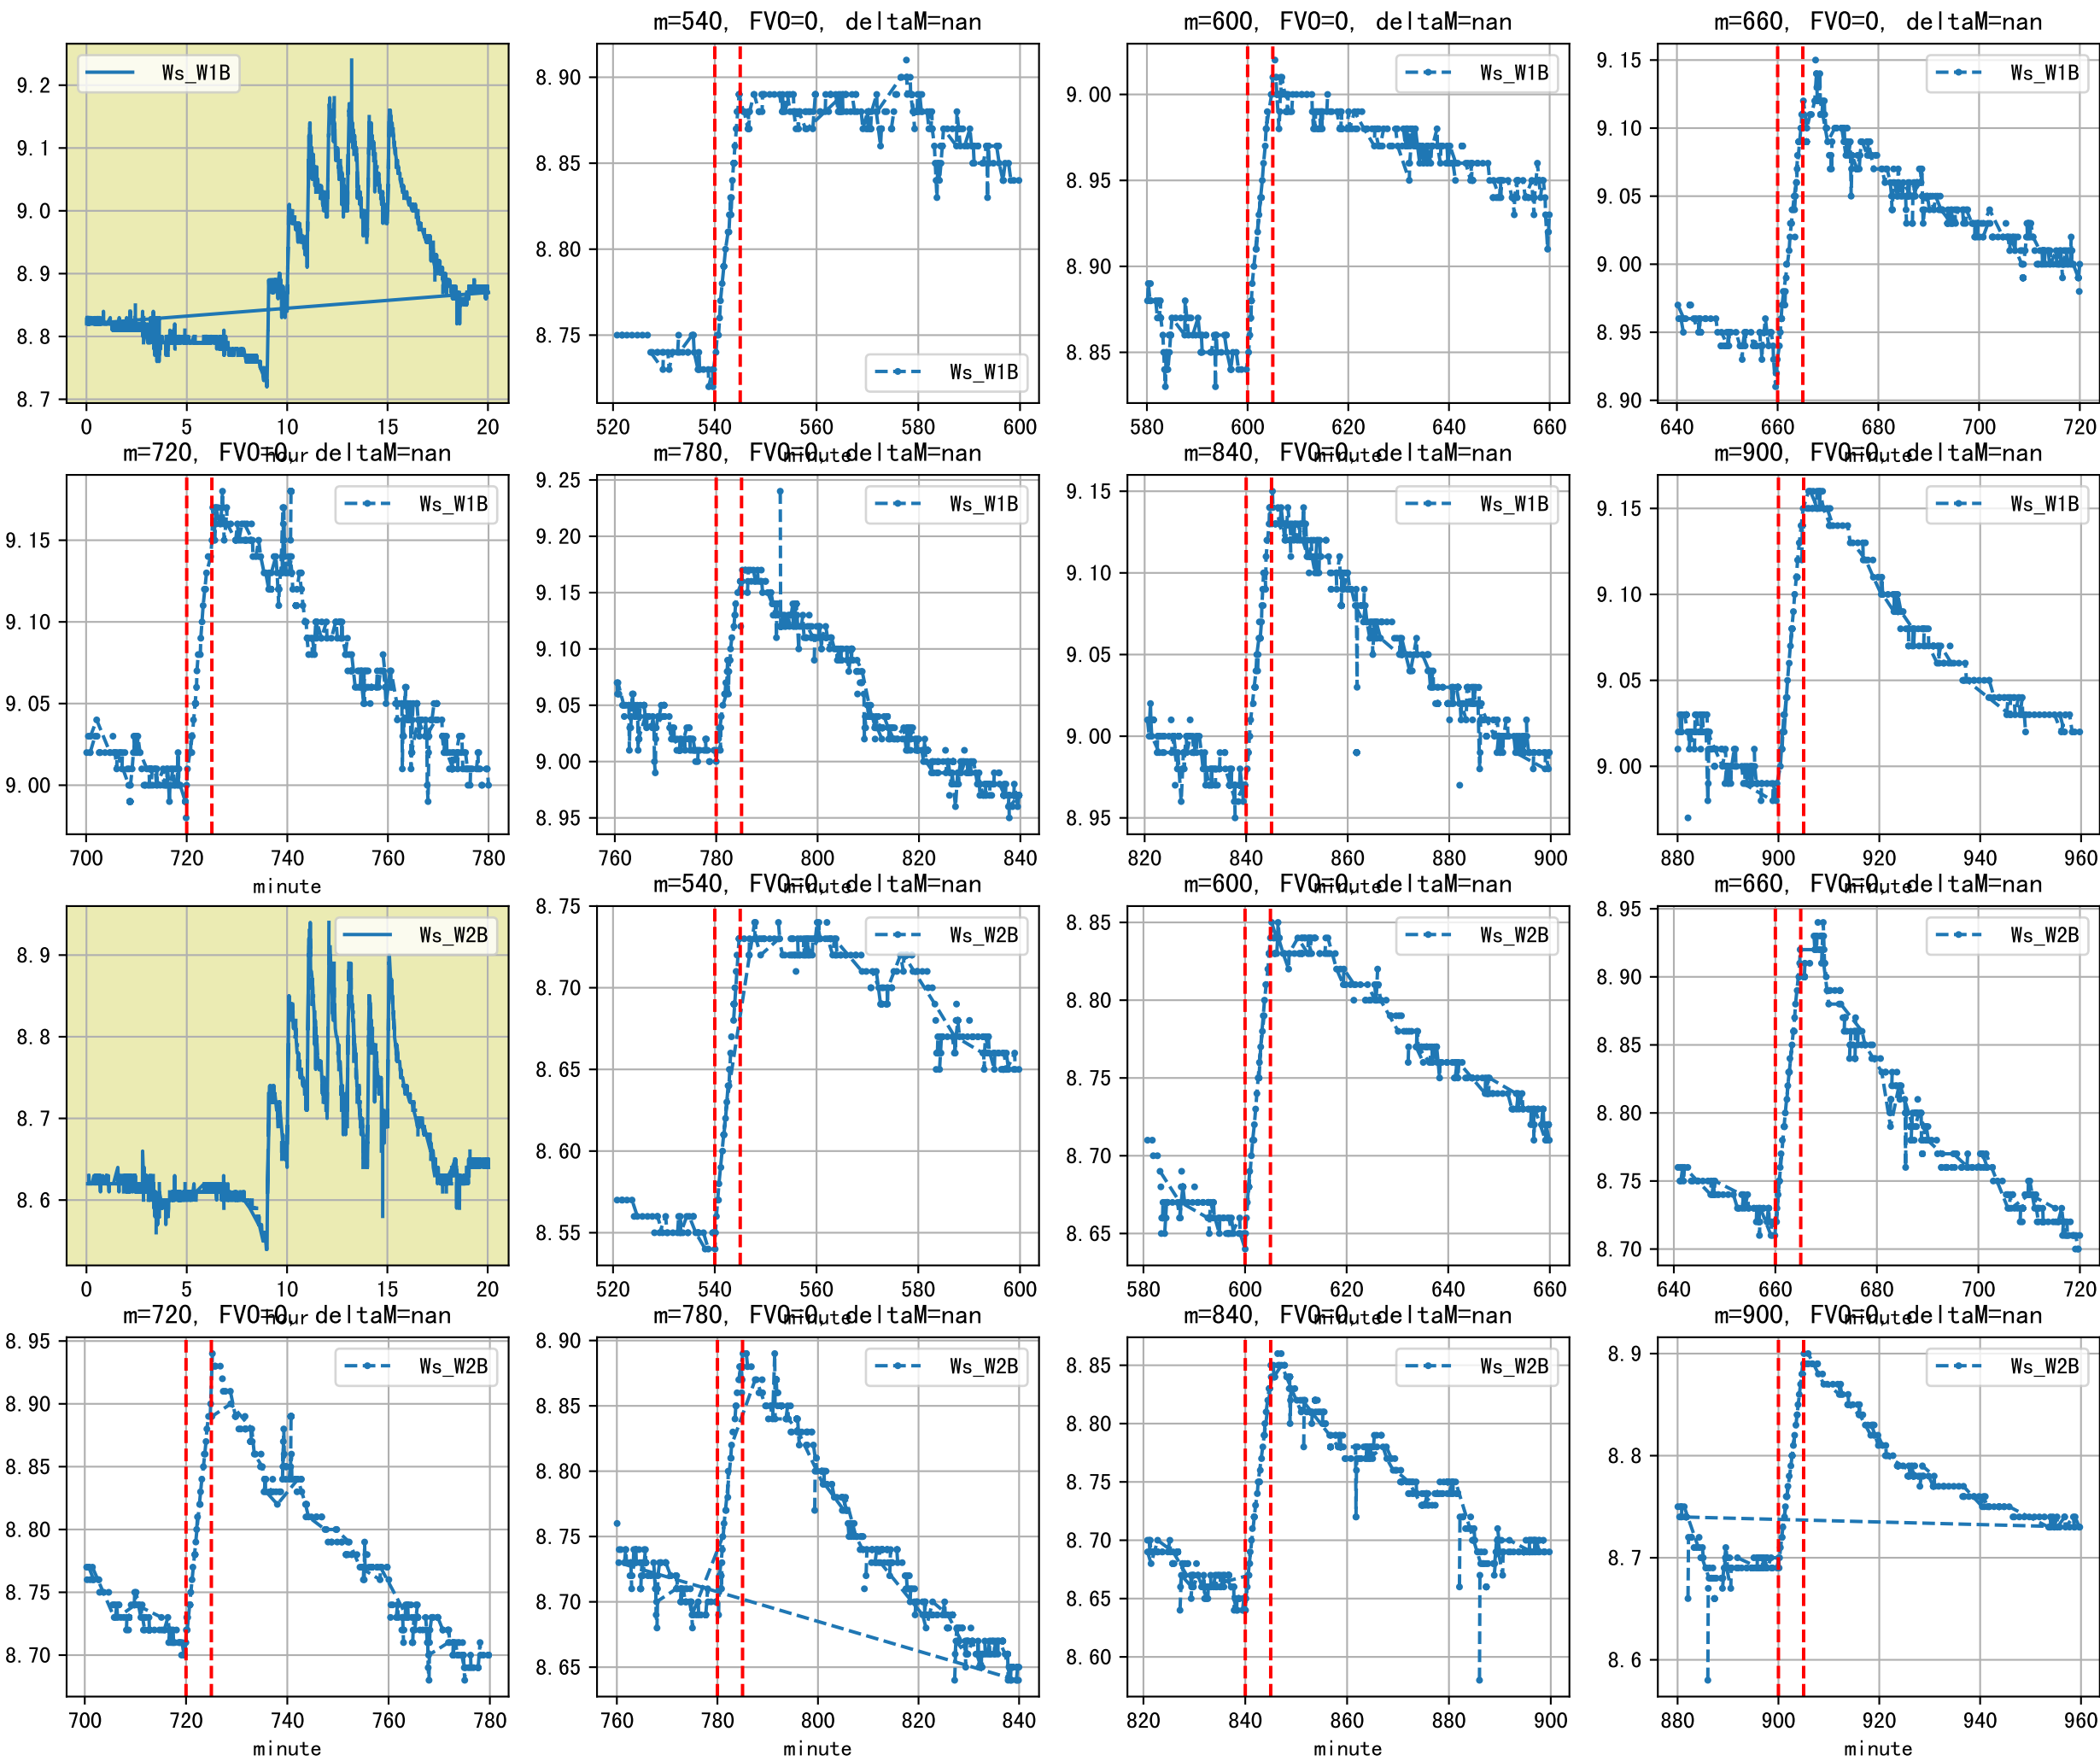 m=540, FVO=0, deltaM=nan
m=600, FVO=0, deltaM=nan
m=660, FVO=0, deltaM=nan
Ws_W1B
Ws_W1B
Ws_W1B
Ws_W1B
9.2
9.1
9.0
8.9
8.8
8.7
8.90
8.85
8.80
8.75
9.00
8.95
8.90
8.85
9.15
9.10
9.05
9.00
8.95
8.90
0 5 10 15 20
520 540 560 580 600
580 600 620 640 660
640 660 680 700 720
hour
minute
minute
minute
m=720, FVO=0, deltaM=nan
m=780, FVO=0, deltaM=nan
m=840, FVO=0, deltaM=nan
m=900, FVO=0, deltaM=nan
Ws_W1B
Ws_W1B
Ws_W1B
Ws_W1B
9.15
9.10
9.05
9.00
9.25
9.20
9.15
9.10
9.05
9.00
8.95
9.15
9.10
9.05
9.00
8.95
9.15
9.10
9.05
9.00
700 720 740 760 780
760 780 800 820 840
820 840 860 880 900
880 900 920 940 960
minute
minute
minute
minute
m=540, FVO=0, deltaM=nan
m=600, FVO=0, deltaM=nan
m=660, FVO=0, deltaM=nan
Ws_W2B
Ws_W2B
Ws_W2B
Ws_W2B
8.9
8.8
8.7
8.6
8.75
8.70
8.65
8.60
8.55
8.85
8.80
8.75
8.70
8.65
8.95
8.90
8.85
8.80
8.75
8.70
0 5 10 15 20
520 540 560 580 600
580 600 620 640 660
640 660 680 700 720
hour
minute
minute
minute
m=720, FVO=0, deltaM=nan
m=780, FVO=0, deltaM=nan
m=840, FVO=0, deltaM=nan
m=900, FVO=0, deltaM=nan
Ws_W2B
Ws_W2B
Ws_W2B
Ws_W2B
8.95
8.90
8.85
8.80
8.75
8.70
8.90
8.85
8.80
8.75
8.70
8.65
8.85
8.80
8.75
8.70
8.65
8.60
8.9
8.8
8.7
8.6
700 720 740 760 780
760 780 800 820 840
820 840 860 880 900
880 900 920 940 960
minute
minute
minute
minute